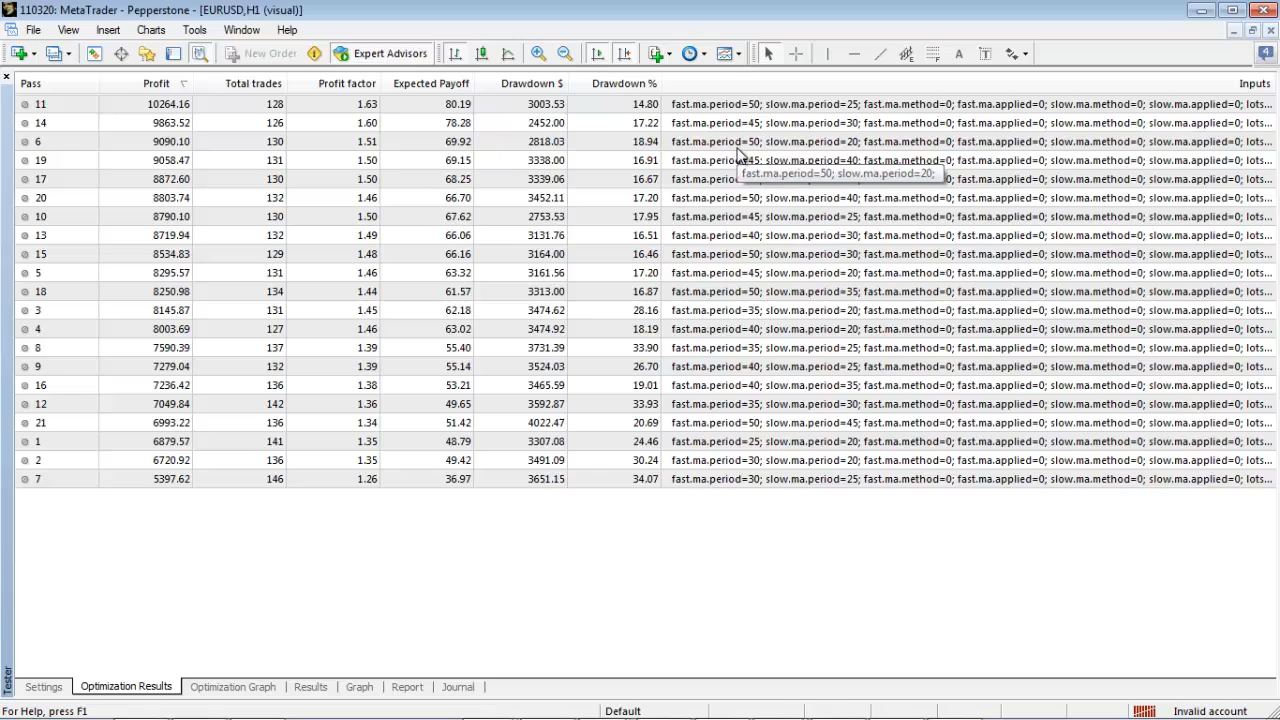 110320: MetaTrader - Pepperstone - [EURUSD,H1 (visual)]
File View Insert Charts Tools Window Help
New Order Expert Advisors A T 4
Pass Profit Total trades Profit factor Expected Payoff Drawdown $ Drawdown % Inputs
11 10264.16 128 1.63 80.19 3003.53 14.80 fast.ma.period=50; slow.ma.period=25; fast.ma.method=0; fast.ma.applied=0; slow.ma.method=0; slow.ma.applied=0; lots...
14 9863.52 126 1.60 78.28 2452.00 17.22 fast.ma.period=45; slow.ma.period=30; fast.ma.method=0; fast.ma.applied=0; slow.ma.method=0; slow.ma.applied=0; lots...
6 9090.10 130 1.51 69.92 2818.03 18.94 fast.ma.period=50; slow.ma.period=20; fast.ma.method=0; fast.ma.applied=0; slow.ma.method=0; slow.ma.applied=0; lots...
19 9058.47 131 1.50 69.15 3338.00 16.91 fast.ma.period=45; slow.ma.period=40; fast.ma.method=0; fast.ma.applied=0; slow.ma.method=0; slow.ma.applied=0; lots...
fast.ma.period=50; slow.ma.period=20;
17 8872.60 130 1.50 68.25 3339.06 16.67 fast.ma.period =0; fast.ma.applied=0; slow.ma.method=0; slow.ma.applied=0; lots...
20 8803.74 132 1.46 66.70 3452.11 17.20 fast.ma.period=50; slow.ma.period=40; fast.ma.method=0; fast.ma.applied=0; slow.ma.method=0; slow.ma.applied=0; lots...
10 8790.10 130 1.50 67.62 2753.53 17.95 fast.ma.period=45; slow.ma.period=25; fast.ma.method=0; fast.ma.applied=0; slow.ma.method=0; slow.ma.applied=0; lots...
13 8719.94 132 1.49 66.06 3131.76 16.51 fast.ma.period=40; slow.ma.period=30; fast.ma.method=0; fast.ma.applied=0; slow.ma.method=0; slow.ma.applied=0; lots...
15 8534.83 129 1.48 66.16 3164.00 16.46 fast.ma.period=50; slow.ma.period=30; fast.ma.method=0; fast.ma.applied=0; slow.ma.method=0; slow.ma.applied=0; lots...
5 8295.57 131 1.46 63.32 3161.56 17.20 fast.ma.period=45; slow.ma.period=20; fast.ma.method=0; fast.ma.applied=0; slow.ma.method=0; slow.ma.applied=0; lots...
18 8250.98 134 1.44 61.57 3313.00 16.87 fast.ma.period=50; slow.ma.period=35; fast.ma.method=0; fast.ma.applied=0; slow.ma.method=0; slow.ma.applied=0; lots...
3 8145.87 131 1.45 62.18 3474.62 28.16 fast.ma.period=35; slow.ma.period=20; fast.ma.method=0; fast.ma.applied=0; slow.ma.method=0; slow.ma.applied=0; lots...
4 8003.69 127 1.46 63.02 3474.92 18.19 fast.ma.period=40; slow.ma.period=20; fast.ma.method=0; fast.ma.applied=0; slow.ma.method=0; slow.ma.applied=0; lots...
8 7590.39 137 1.39 55.40 3731.39 33.90 fast.ma.period=35; slow.ma.period=25; fast.ma.method=0; fast.ma.applied=0; slow.ma.method=0; slow.ma.applied=0; lots...
9 7279.04 132 1.39 55.14 3524.03 26.70 fast.ma.period=40; slow.ma.period=25; fast.ma.method=0; fast.ma.applied=0; slow.ma.method=0; slow.ma.applied=0; lots...
16 7236.42 136 1.38 53.21 3465.59 19.01 fast.ma.period=40; slow.ma.period=35; fast.ma.method=0; fast.ma.applied=0; slow.ma.method=0; slow.ma.applied=0; lots...
12 7049.84 142 1.36 49.65 3592.87 33.93 fast.ma.period=35; slow.ma.period=30; fast.ma.method=0; fast.ma.applied=0; slow.ma.method=0; slow.ma.applied=0; lots...
21 6993.22 136 1.34 51.42 4022.47 20.69 fast.ma.period=50; slow.ma.period=45; fast.ma.method=0; fast.ma.applied=0; slow.ma.method=0; slow.ma.applied=0; lots...
1 6879.57 141 1.35 48.79 3307.08 24.46 fast.ma.period=25; slow.ma.period=20; fast.ma.method=0; fast.ma.applied=0; slow.ma.method=0; slow.ma.applied=0; lots...
2 6720.92 136 1.35 49.42 3491.09 30.24 fast.ma.period=30; slow.ma.period=20; fast.ma.method=0; fast.ma.applied=0; slow.ma.method=0; slow.ma.applied=0; lots...
7 5397.62 146 1.26 36.97 3651.15 34.07 fast.ma.period=30; slow.ma.period=25; fast.ma.method=0; fast.ma.applied=0; slow.ma.method=0; slow.ma.applied=0; lots...
Tester
Settings Optimization Results Optimization Graph Results Graph Report Journal
For Help, press F1 Default Invalid account